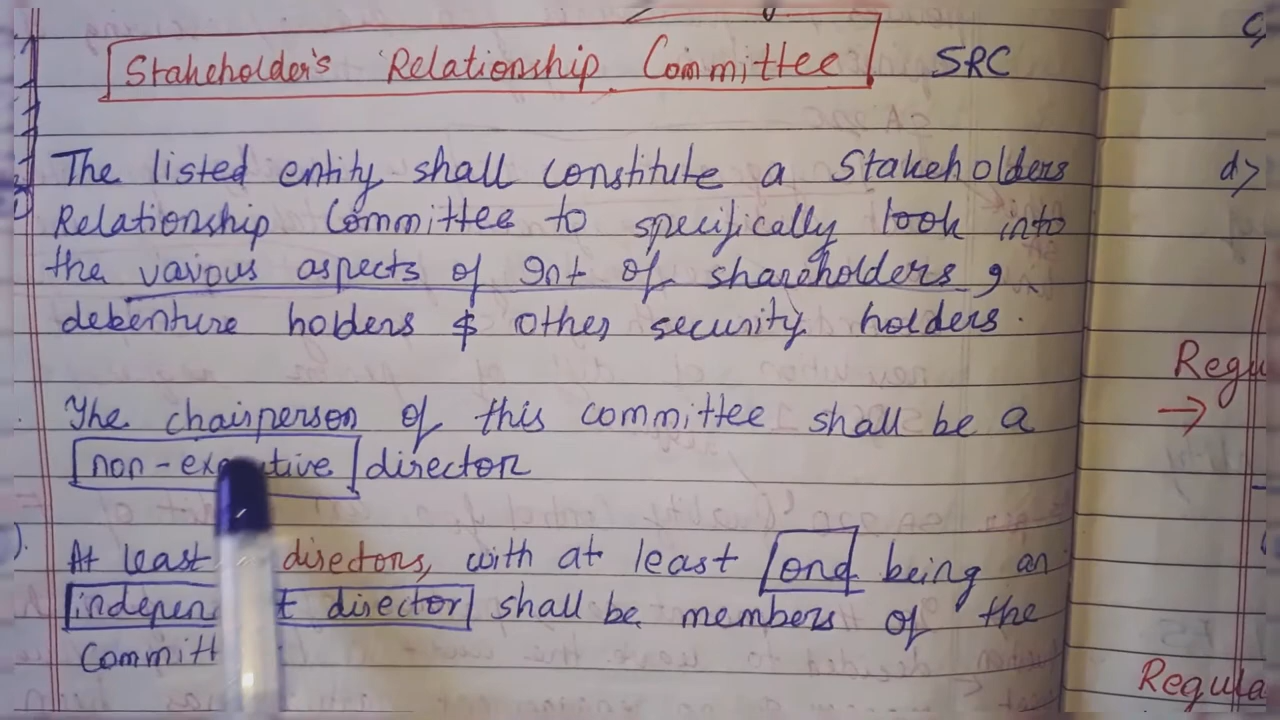 Stakeholder's Relationship Committee SRC
The listed entity shall constitute a Stakeholders
Relationship Committee to specifically look into
the various aspects of Int of shareholders,
debenture holders & other security holders.
The chairperson of this committee shall be a
non-executive director
At least directors, with at least one being an
independent director shall be members of the
Committ
C,
d>
Regu
→
Regula